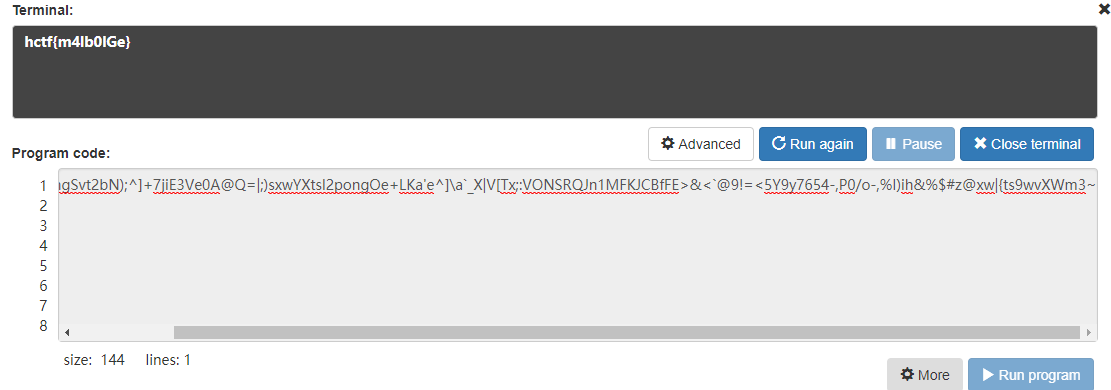 Terminal:
hctf{m4lb0lGe}
Advanced Run again Pause Close terminal
Program code:
1 ngSvt2bN);^]+7jiE3Ve0A@Q=|;)sxwYXtsl2pongOe+LKa'e^]\a`_X|V[Tx;:VONSRQJn1MFKJCBfFE>&<`@9!=<5Y9y7654-,P0/o-,%I)ih&%$#z@xw|{ts9wvXWm3~
2
3
4
5
6
7
8
size: 144 lines: 1
More Run program